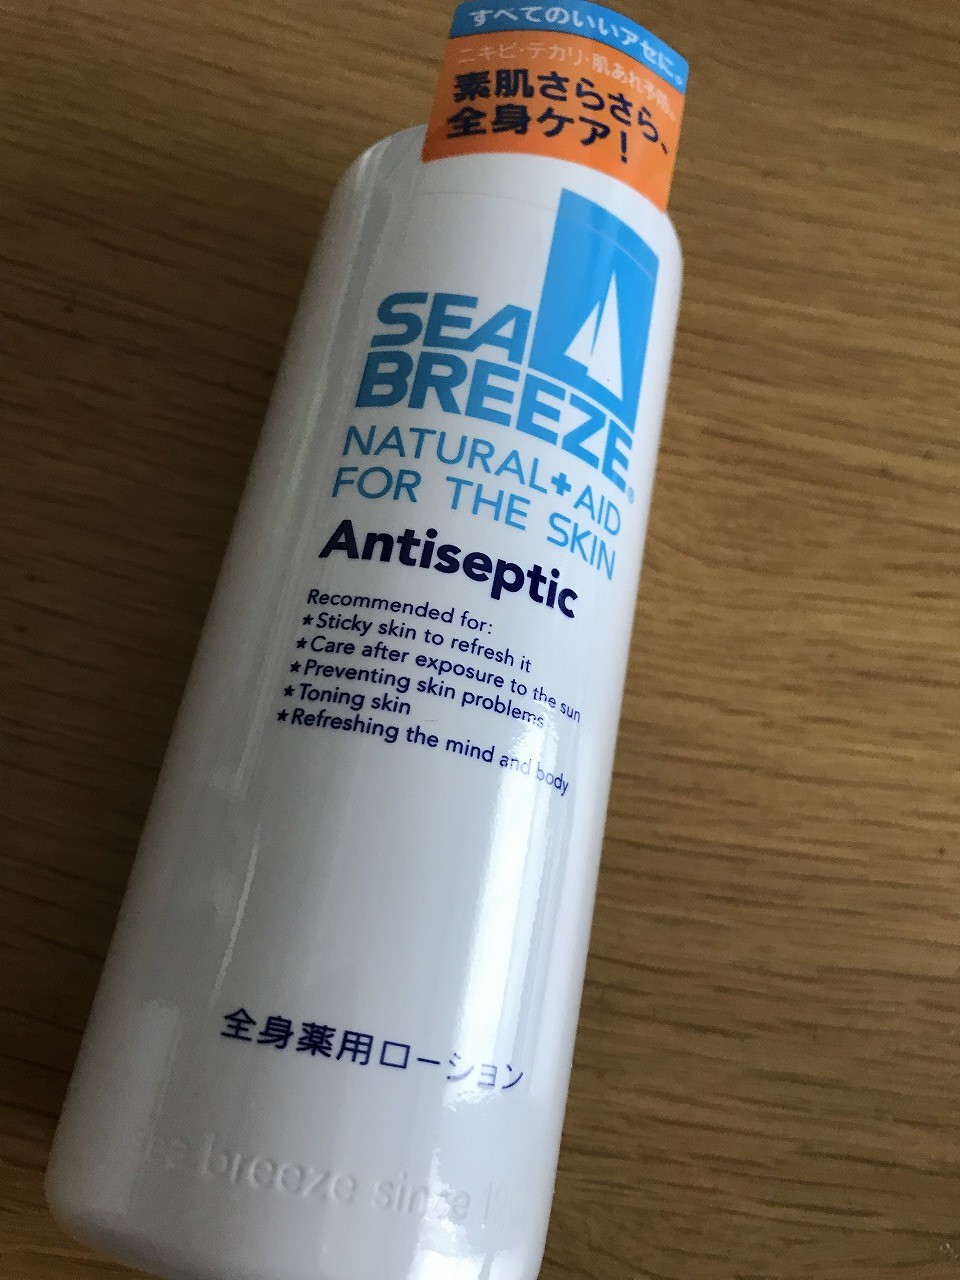 すべてのいいアセに。
ニキビ・テカリ・肌あれ予防。
素肌さらさら、
全身ケア!
SEA
BREEZE®
NATURAL+AID
FOR THE SKIN
Antiseptic
Recommended for:
★Sticky skin to refresh it
★Care after exposure to the sun
★Preventing skin problems
★Toning skin
★Refreshing the mind and body
全身薬用ローション
sea breeze since